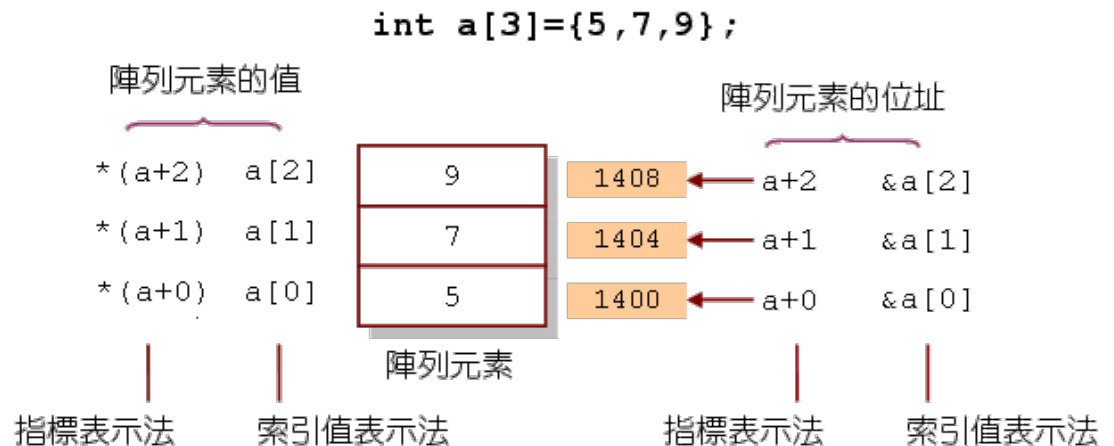 int a[3]={5,7,9};
陣列元素的值
陣列元素的位址
*(a+2) a[2] 9 1408 a+2 &a[2]
*(a+1) a[1] 7 1404 a+1 &a[1]
*(a+0) a[0] 5 1400 a+0 &a[0]
陣列元素
指標表示法 索引值表示法 指標表示法 索引值表示法